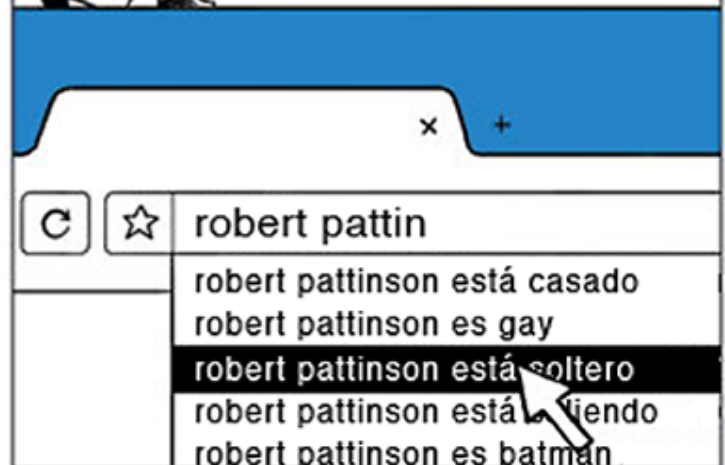 robert pattin
robert pattinson está casado
robert pattinson es gay
robert pattinson está soltero
robert pattinson está
robert pattinson es batman